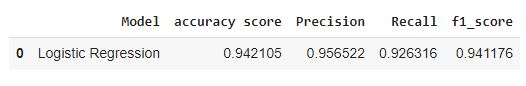 Model accuracy score Precision Recall f1_score
0 Logistic Regression 0.942105 0.956522 0.926316 0.941176